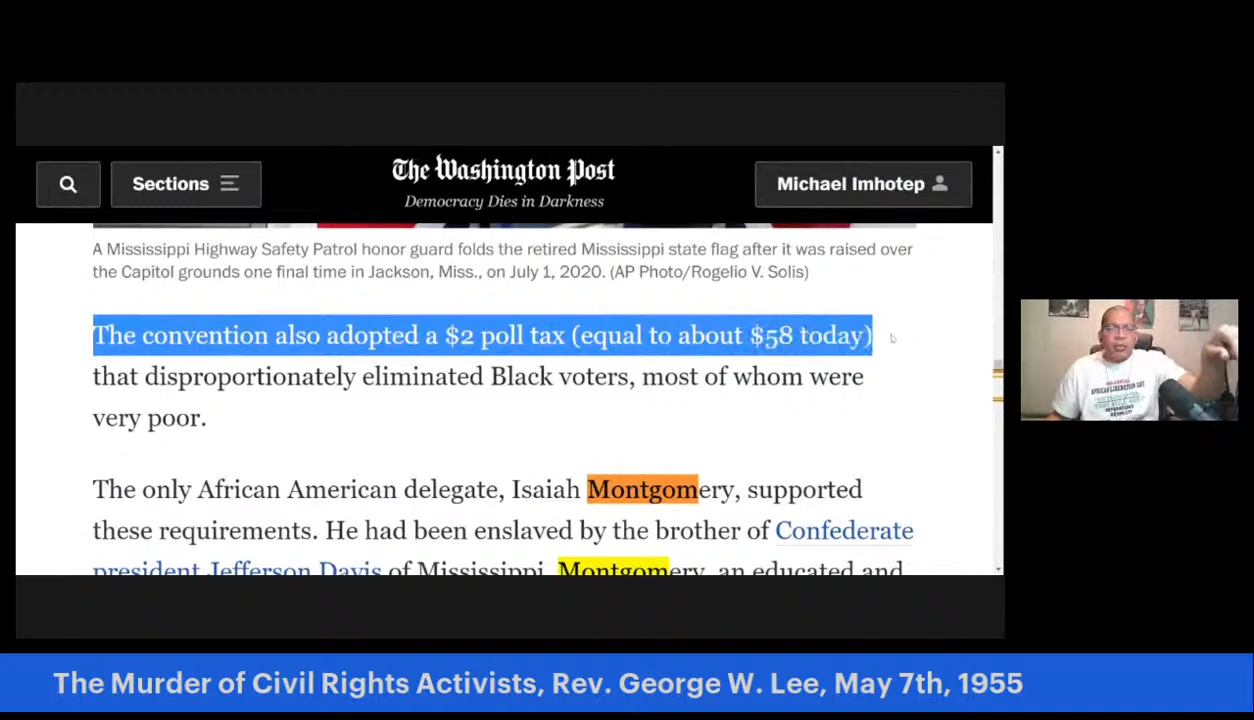 The Washington Post
Sections
Democracy Dies in Darkness
Michael Imhotep
A Mississippi Highway Safety Patrol honor guard folds the retired Mississippi state flag after it was raised over
the Capitol grounds one final time in Jackson, Miss., on July 1, 2020. (AP Photo/Rogelio V. Solis)
The convention also adopted a $2 poll tax (equal to about $58 today)
that disproportionately eliminated Black voters, most of whom were
very poor.
The only African American delegate, Isaiah Montgomery, supported
these requirements. He had been enslaved by the brother of Confederate
president Jefferson Davis of Mississippi. Montgomery, an educated and
AFRICAN LIBERATION DAY
The Murder of Civil Rights Activists, Rev. George W. Lee, May 7th, 1955